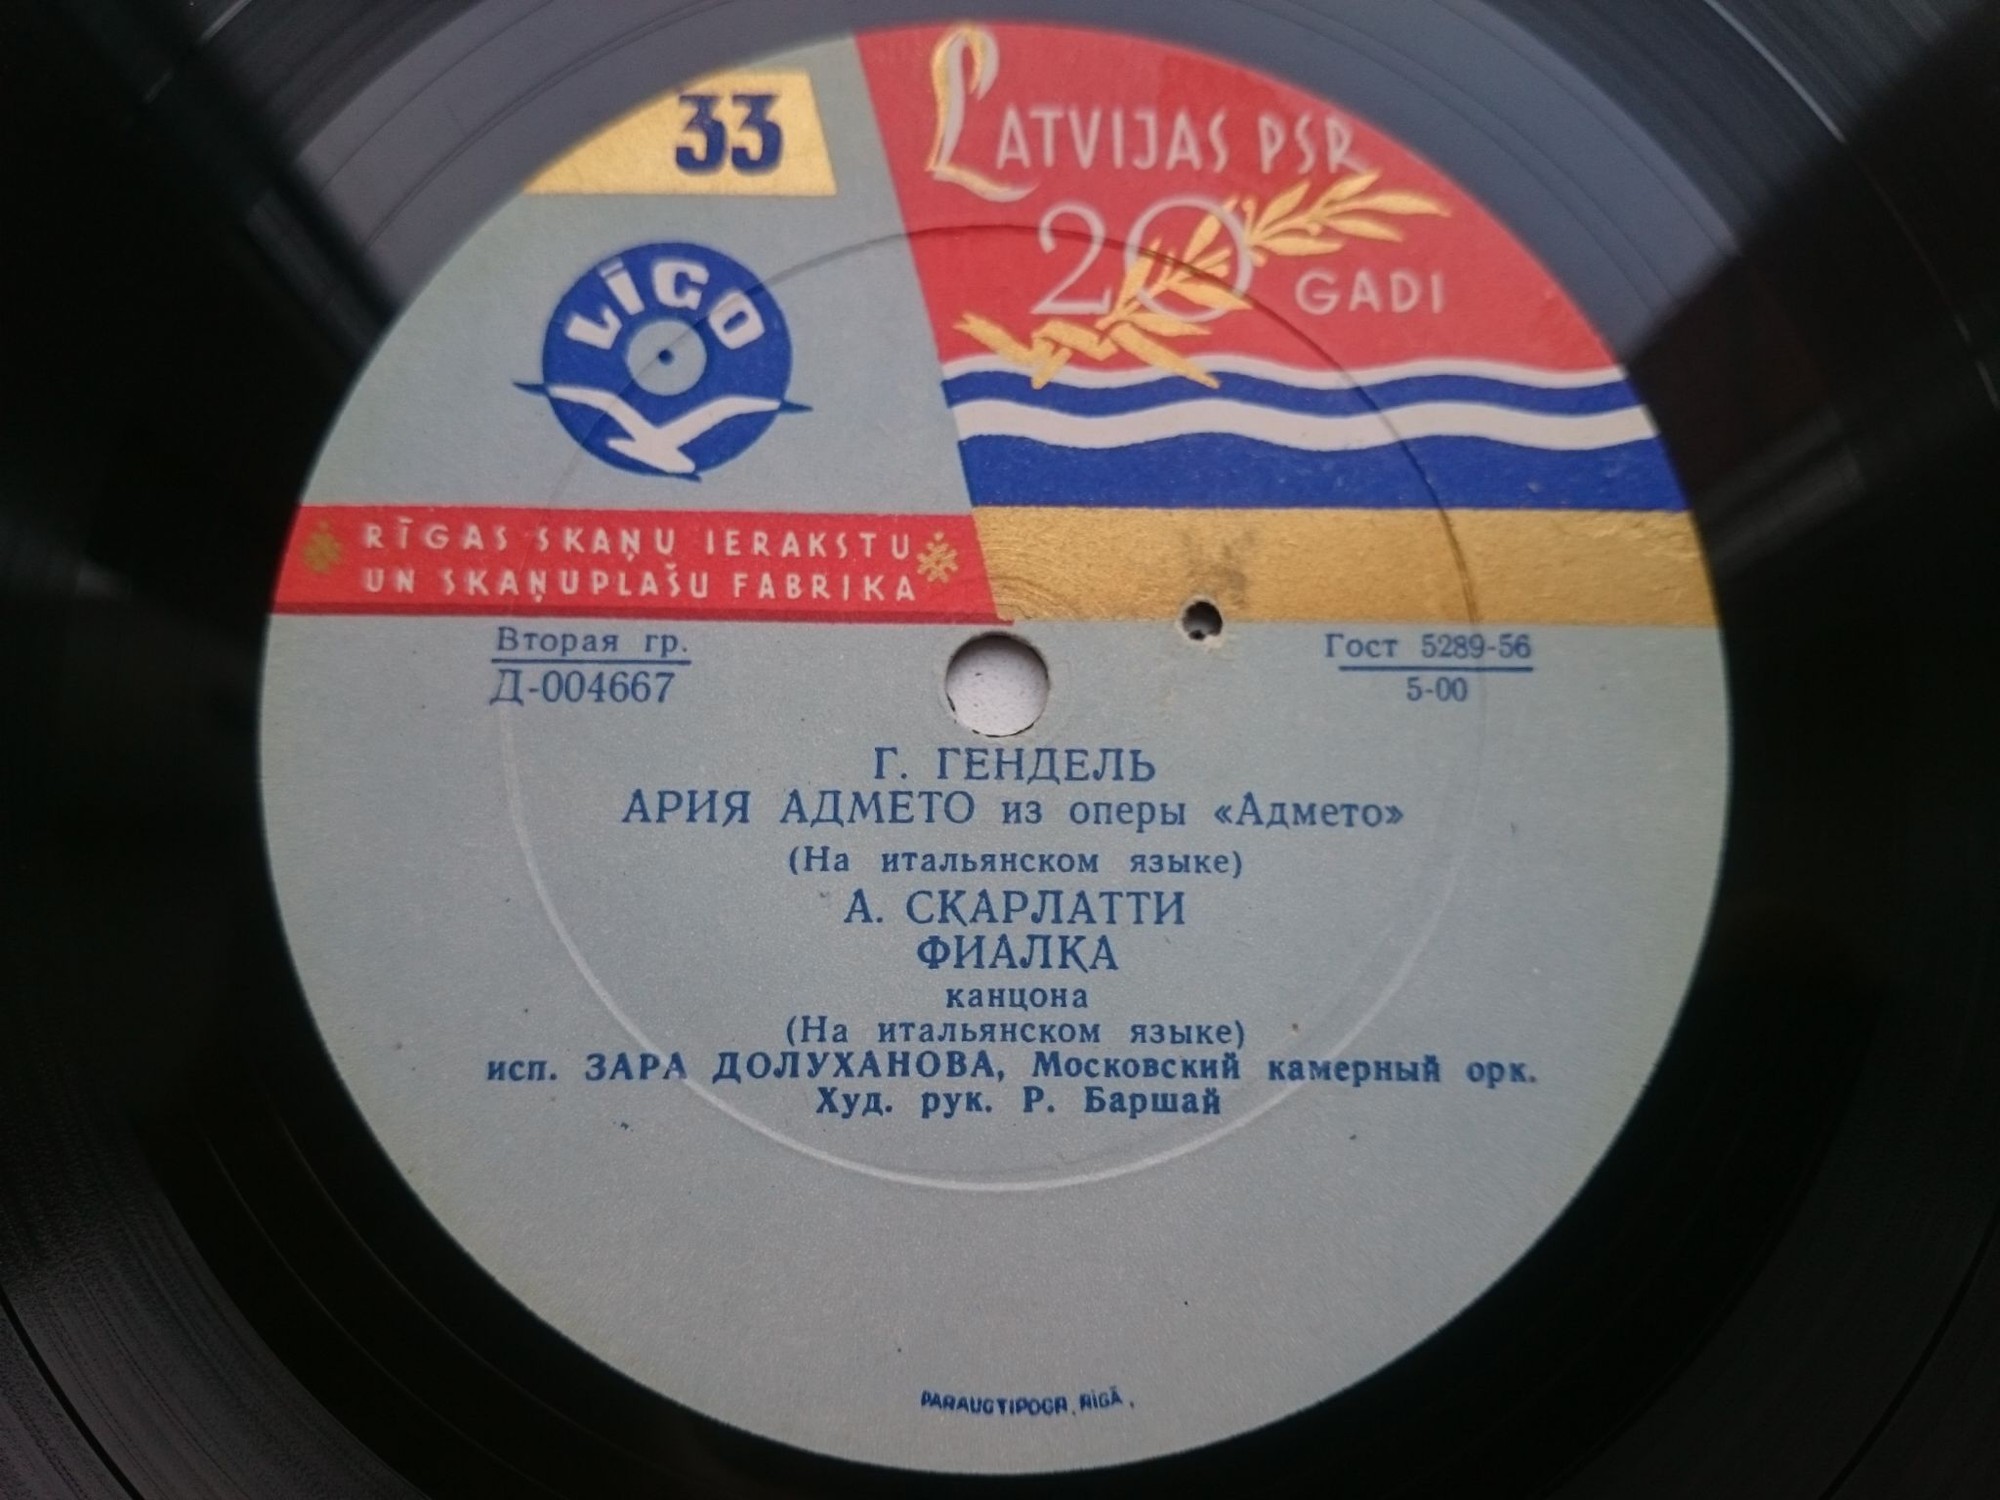 33
LATVIJAS PSR
20 GADI
LĪGO
RĪGAS SKAŅU IERAKSTU
UN SKAŅUPLAŠU FABRIKA
Вторая гр.
Д-004667
Гост 5289-56
5-00
Г. ГЕНДЕЛЬ
АРИЯ АДМЕТО из оперы «Адмето»
(На итальянском языке)
А. СКАРЛАТТИ
ФИАЛКА
канцона
(На итальянском языке)
исп. ЗАРА ДОЛУХАНОВА, Московский камерный орк.
Худ. рук. Р. Баршай
PARAUGTIPOGR. RĪGĀ.